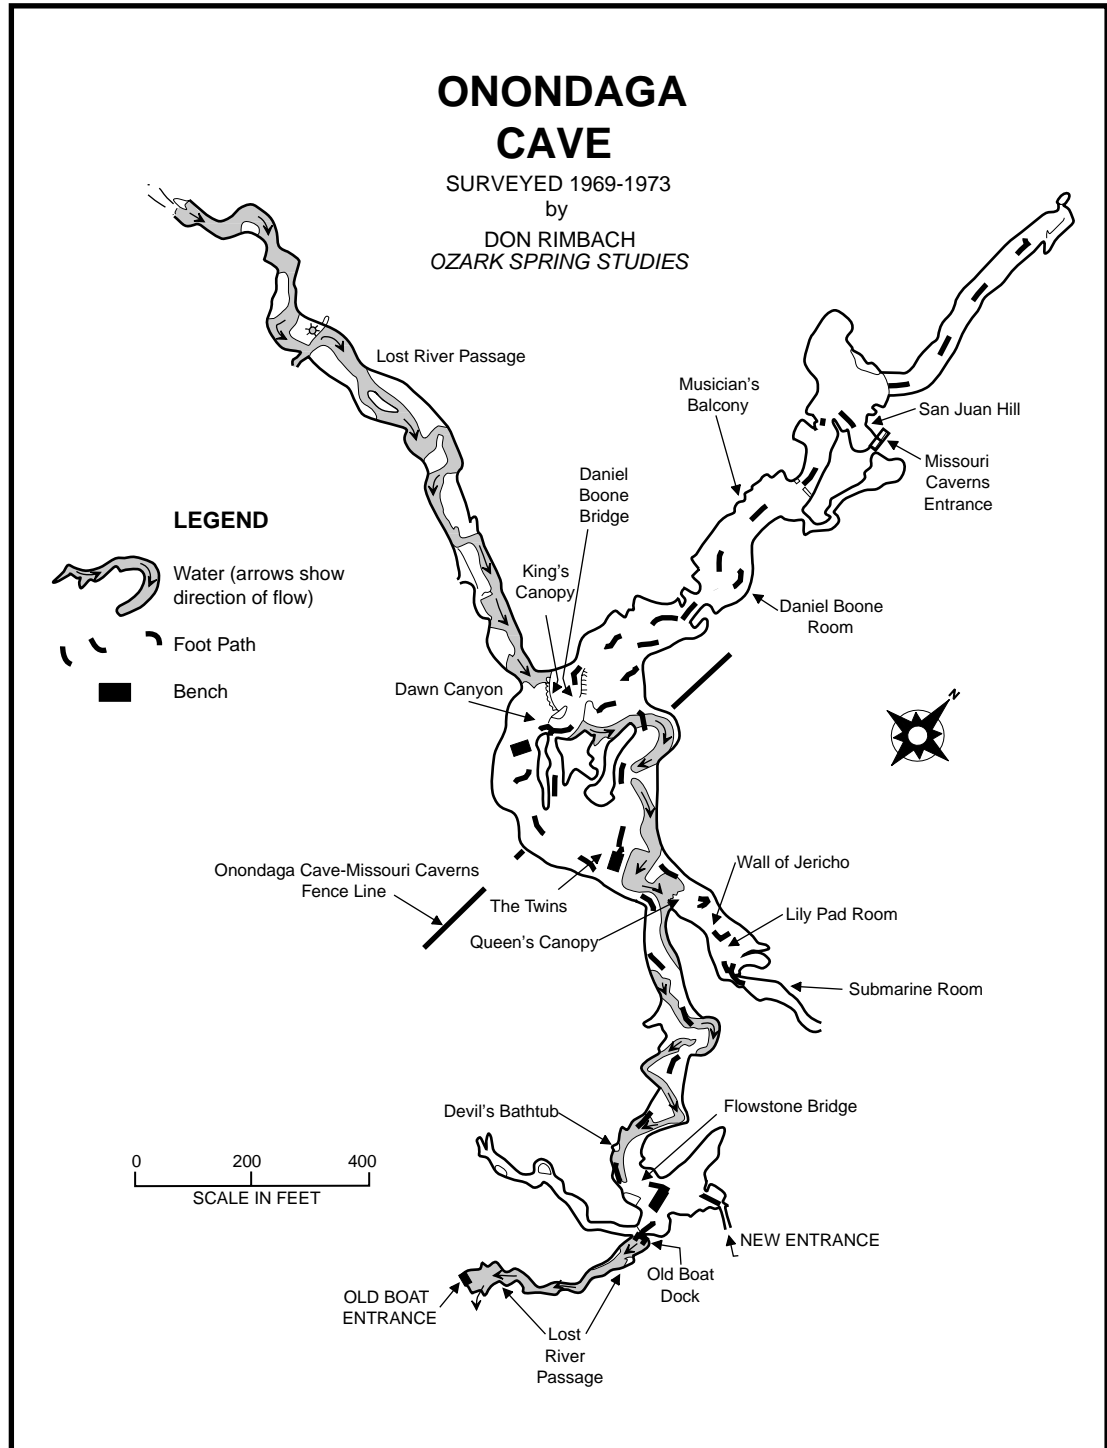 ONONDAGA
CAVE
SURVEYED 1969-1973
by
DON RIMBACH
OZARK SPRING STUDIES
Lost River Passage
Musician's
Balcony
San Juan Hill
Missouri
Caverns
Entrance
Daniel
Boone
Bridge
LEGEND
Water (arrows show
direction of flow)
Foot Path
Bench
King's
Canopy
Daniel Boone
Room
Dawn Canyon
N
Onondaga Cave-Missouri Caverns
Fence Line
The Twins
Queen's Canopy
Wall of Jericho
Lily Pad Room
Submarine Room
Devil's Bathtub
Flowstone Bridge
0 200 400
SCALE IN FEET
NEW ENTRANCE
Old Boat
Dock
OLD BOAT
ENTRANCE
Lost
River
Passage